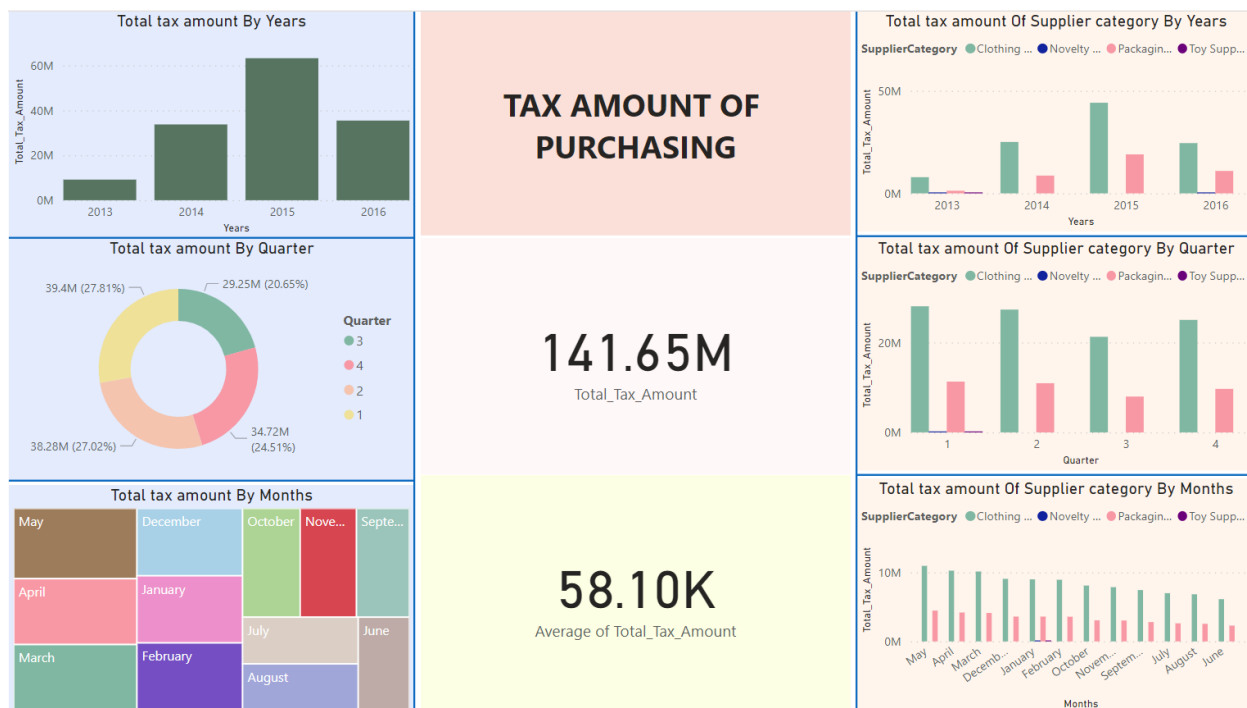 Total tax amount By Years
Total_Tax_Amount
60M
40M
20M
0M
2013 2014 2015 2016
Years
Total tax amount By Quarter
39.4M (27.81%)
29.25M (20.65%)
38.28M (27.02%)
34.72M
(24.51%)
Quarter
3
4
2
1
Total tax amount By Months
May
April
March
December
January
February
October
Nove...
Septe...
July
August
June
TAX AMOUNT OF
PURCHASING
141.65M
Total_Tax_Amount
58.10K
Average of Total_Tax_Amount
Total tax amount Of Supplier category By Years
SupplierCategory Clothing ... Novelty ... Packagin... Toy Supp...
Total_Tax_Amount
50M
0M
2013 2014 2015 2016
Years
Total tax amount Of Supplier category By Quarter
SupplierCategory Clothing ... Novelty ... Packagin... Toy Supp...
Total_Tax_Amount
20M
0M
1 2 3 4
Quarter
Total tax amount Of Supplier category By Months
SupplierCategory Clothing ... Novelty ... Packagin... Toy Supp...
Total_Tax_Amount
10M
0M
May April March Decemb... January February October Novem... Septem... July August June
Months